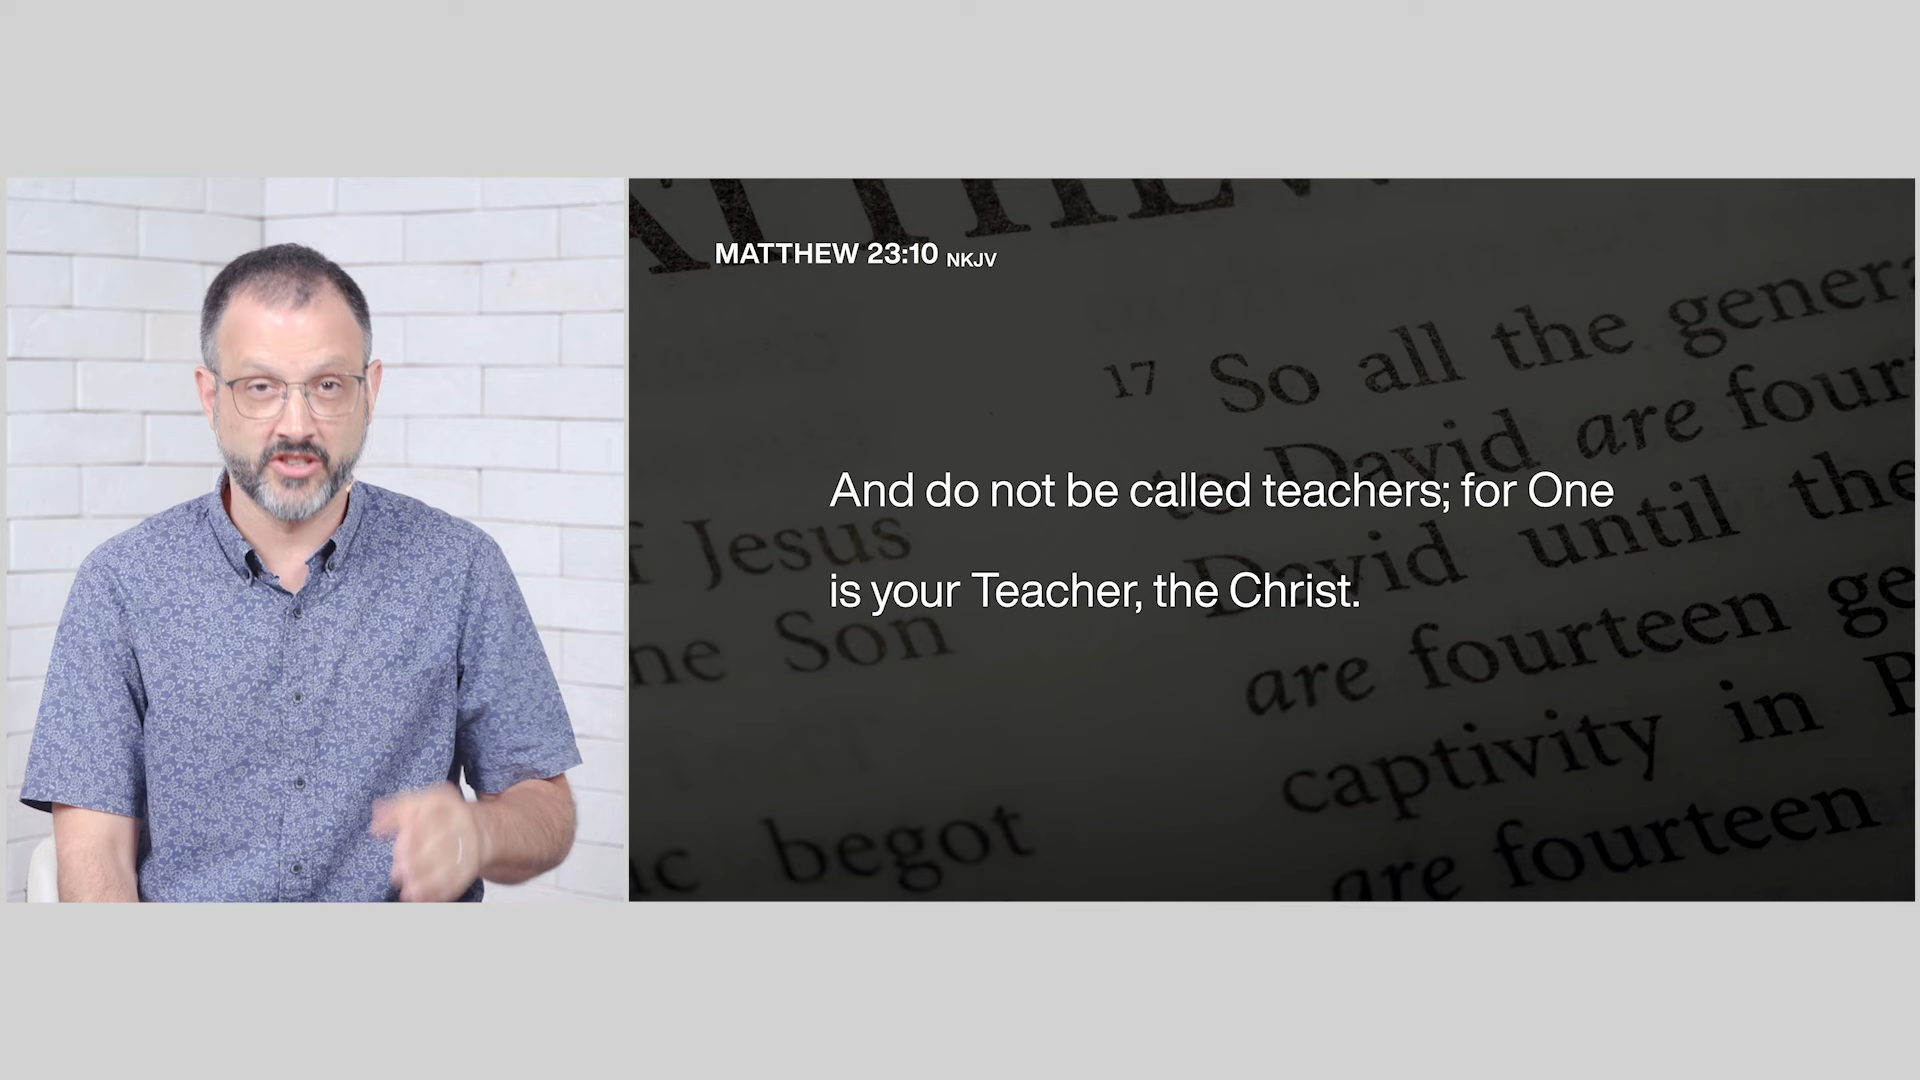 MATTHEW 23:10 NKJV
And do not be called teachers; for One
is your Teacher, the Christ.
17 So all the genera
to David are four
David until the
are fourteen ge
captivity in
are fourteen
Jesus
Son
begot